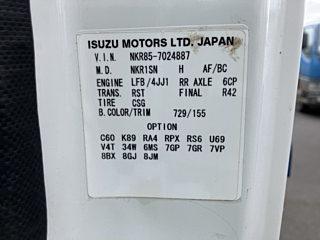 ISUZU MOTORS LTD. JAPAN
V.I.N. NKR85-7024887
M.D. NKR1SN H AF/BC
ENGINE LFB/4JJ1 RR AXLE 6CP
TRANS. RST FINAL R42
TIRE CSG
B.COLOR/TRIM 729/155
OPTION
C60 K89 RA4 RPX RS6 U69
V4T 34W 6MS 7GP 7GR 7VP
8BX 8GJ 8JM